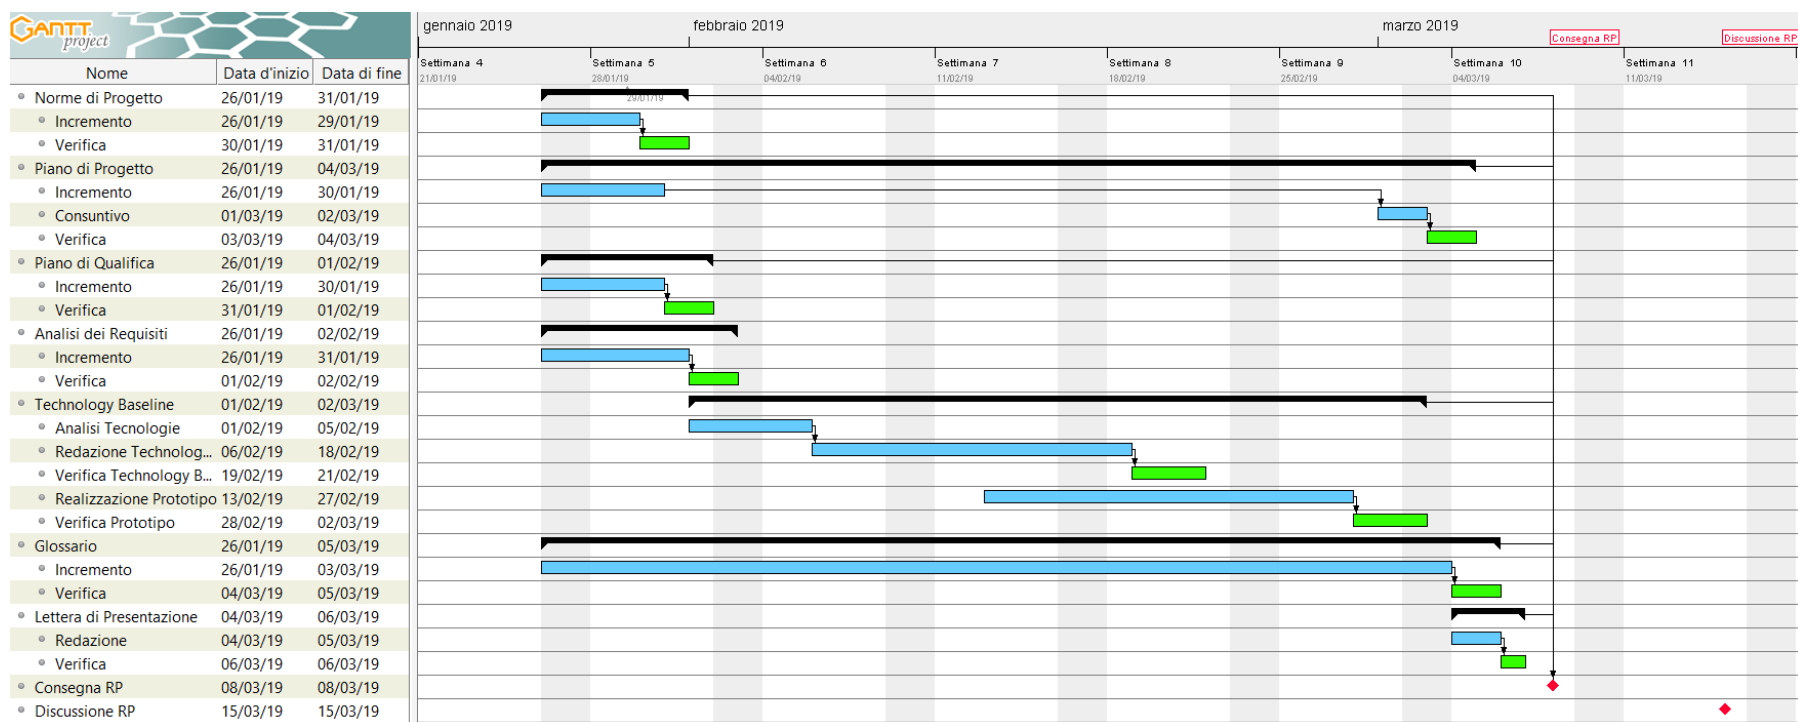 GANTT
project
gennaio 2019 febbraio 2019 marzo 2019
Consegna RP Discussione RP
Settimana 4 Settimana 5 Settimana 6 Settimana 7 Settimana 8 Settimana 9 Settimana 10 Settimana 11
21/01/19 28/01/19 04/02/19 11/02/19 18/02/19 25/02/19 04/03/19 11/03/19
Nome Data d'inizio Data di fine
Norme di Progetto 26/01/19 31/01/19
29/01/19
Incremento 26/01/19 29/01/19
Verifica 30/01/19 31/01/19
Piano di Progetto 26/01/19 04/03/19
Incremento 26/01/19 30/01/19
Consuntivo 01/03/19 02/03/19
Verifica 03/03/19 04/03/19
Piano di Qualifica 26/01/19 01/02/19
Incremento 26/01/19 30/01/19
Verifica 31/01/19 01/02/19
Analisi dei Requisiti 26/01/19 02/02/19
Incremento 26/01/19 31/01/19
Verifica 01/02/19 02/02/19
Technology Baseline 01/02/19 02/03/19
Analisi Tecnologie 01/02/19 05/02/19
Redazione Technolog... 06/02/19 18/02/19
Verifica Technology B... 19/02/19 21/02/19
Realizzazione Prototipo 13/02/19 27/02/19
Verifica Prototipo 28/02/19 02/03/19
Glossario 26/01/19 05/03/19
Incremento 26/01/19 03/03/19
Verifica 04/03/19 05/03/19
Lettera di Presentazione 04/03/19 06/03/19
Redazione 04/03/19 05/03/19
Verifica 06/03/19 06/03/19
Consegna RP 08/03/19 08/03/19
Discussione RP 15/03/19 15/03/19